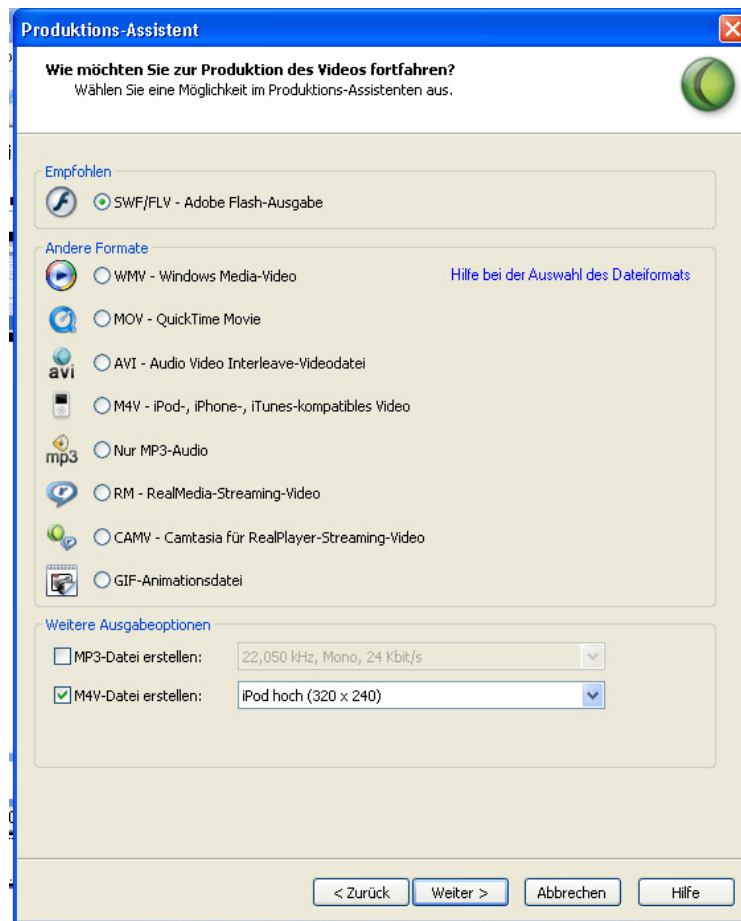 Produktions-Assistent
Wie möchten Sie zur Produktion des Videos fortfahren?
Wählen Sie eine Möglichkeit im Produktions-Assistenten aus.
Empfohlen
SWF/FLV - Adobe Flash-Ausgabe
Andere Formate
WMV - Windows Media-Video
Hilfe bei der Auswahl des Dateiformats
MOV - QuickTime Movie
avi
AVI - Audio Video Interleave-Videodatei
M4V - iPod-, iPhone-, iTunes-kompatibles Video
mp3
Nur MP3-Audio
RM - RealMedia-Streaming-Video
CAMV - Camtasia für RealPlayer-Streaming-Video
GIF-Animationsdatei
Weitere Ausgabeoptionen
MP3-Datei erstellen: 22,050 kHz, Mono, 24 Kbit/s
M4V-Datei erstellen: iPod hoch (320 x 240)
< Zurück Weiter > Abbrechen Hilfe